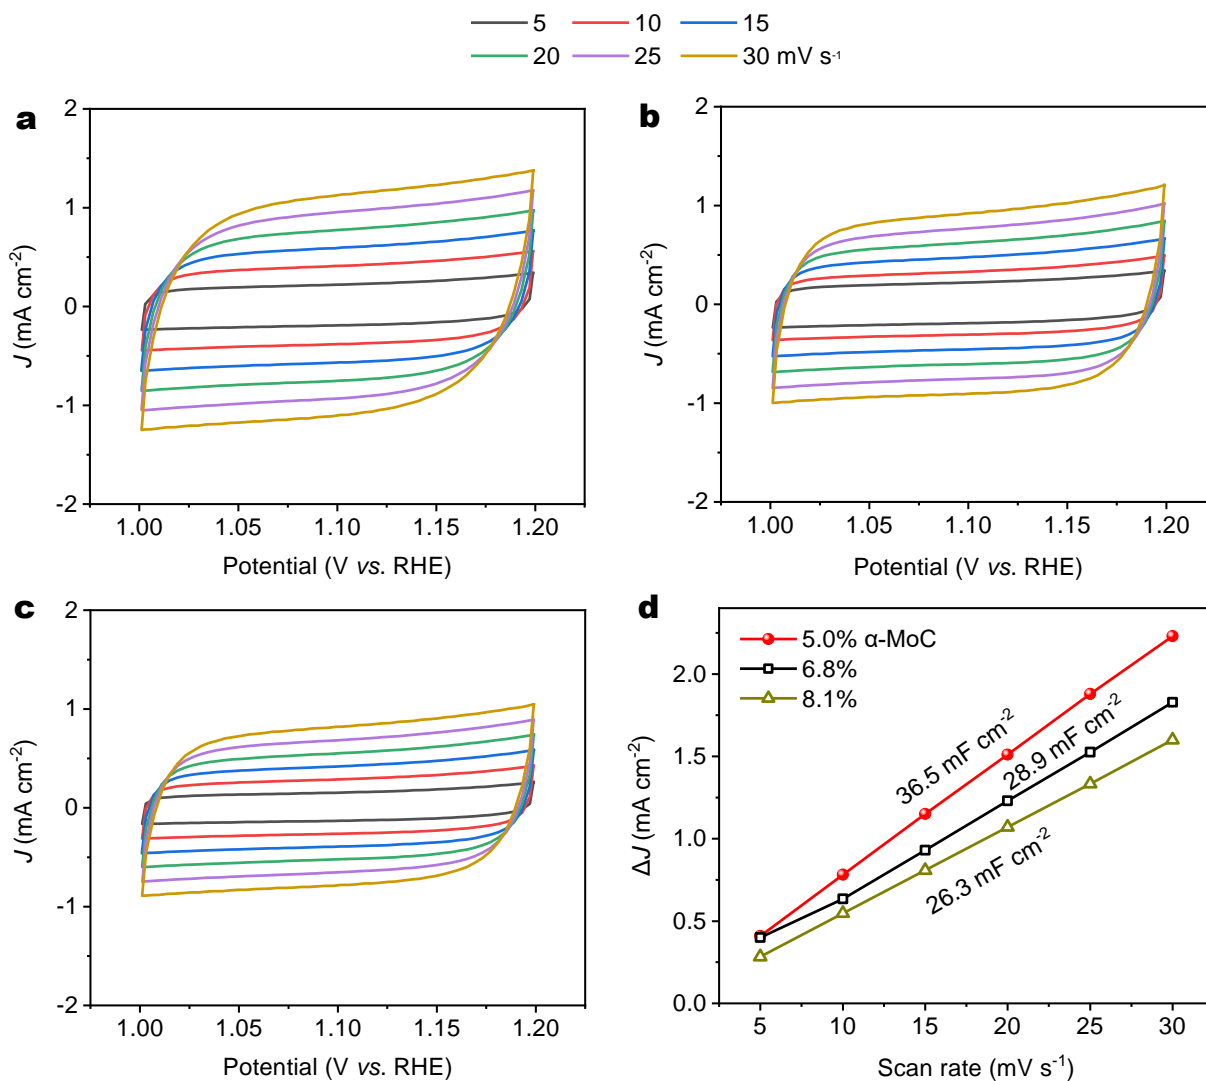 5 10 15
20 25 30 mV s⁻¹
a
2
1
0
-1
-2
J (mA cm⁻²)
1.00 1.05 1.10 1.15 1.20
Potential (V vs. RHE)
b
2
1
0
-1
-2
J (mA cm⁻²)
1.00 1.05 1.10 1.15 1.20
Potential (V vs. RHE)
c
2
1
0
-1
-2
J (mA cm⁻²)
1.00 1.05 1.10 1.15 1.20
Potential (V vs. RHE)
d
5.0% α-MoC
6.8%
8.1%
36.5 mF cm⁻²
28.9 mF cm⁻²
26.3 mF cm⁻²
2.0
1.5
1.0
0.5
0.0
ΔJ (mA cm⁻²)
5 10 15 20 25 30
Scan rate (mV s⁻¹)